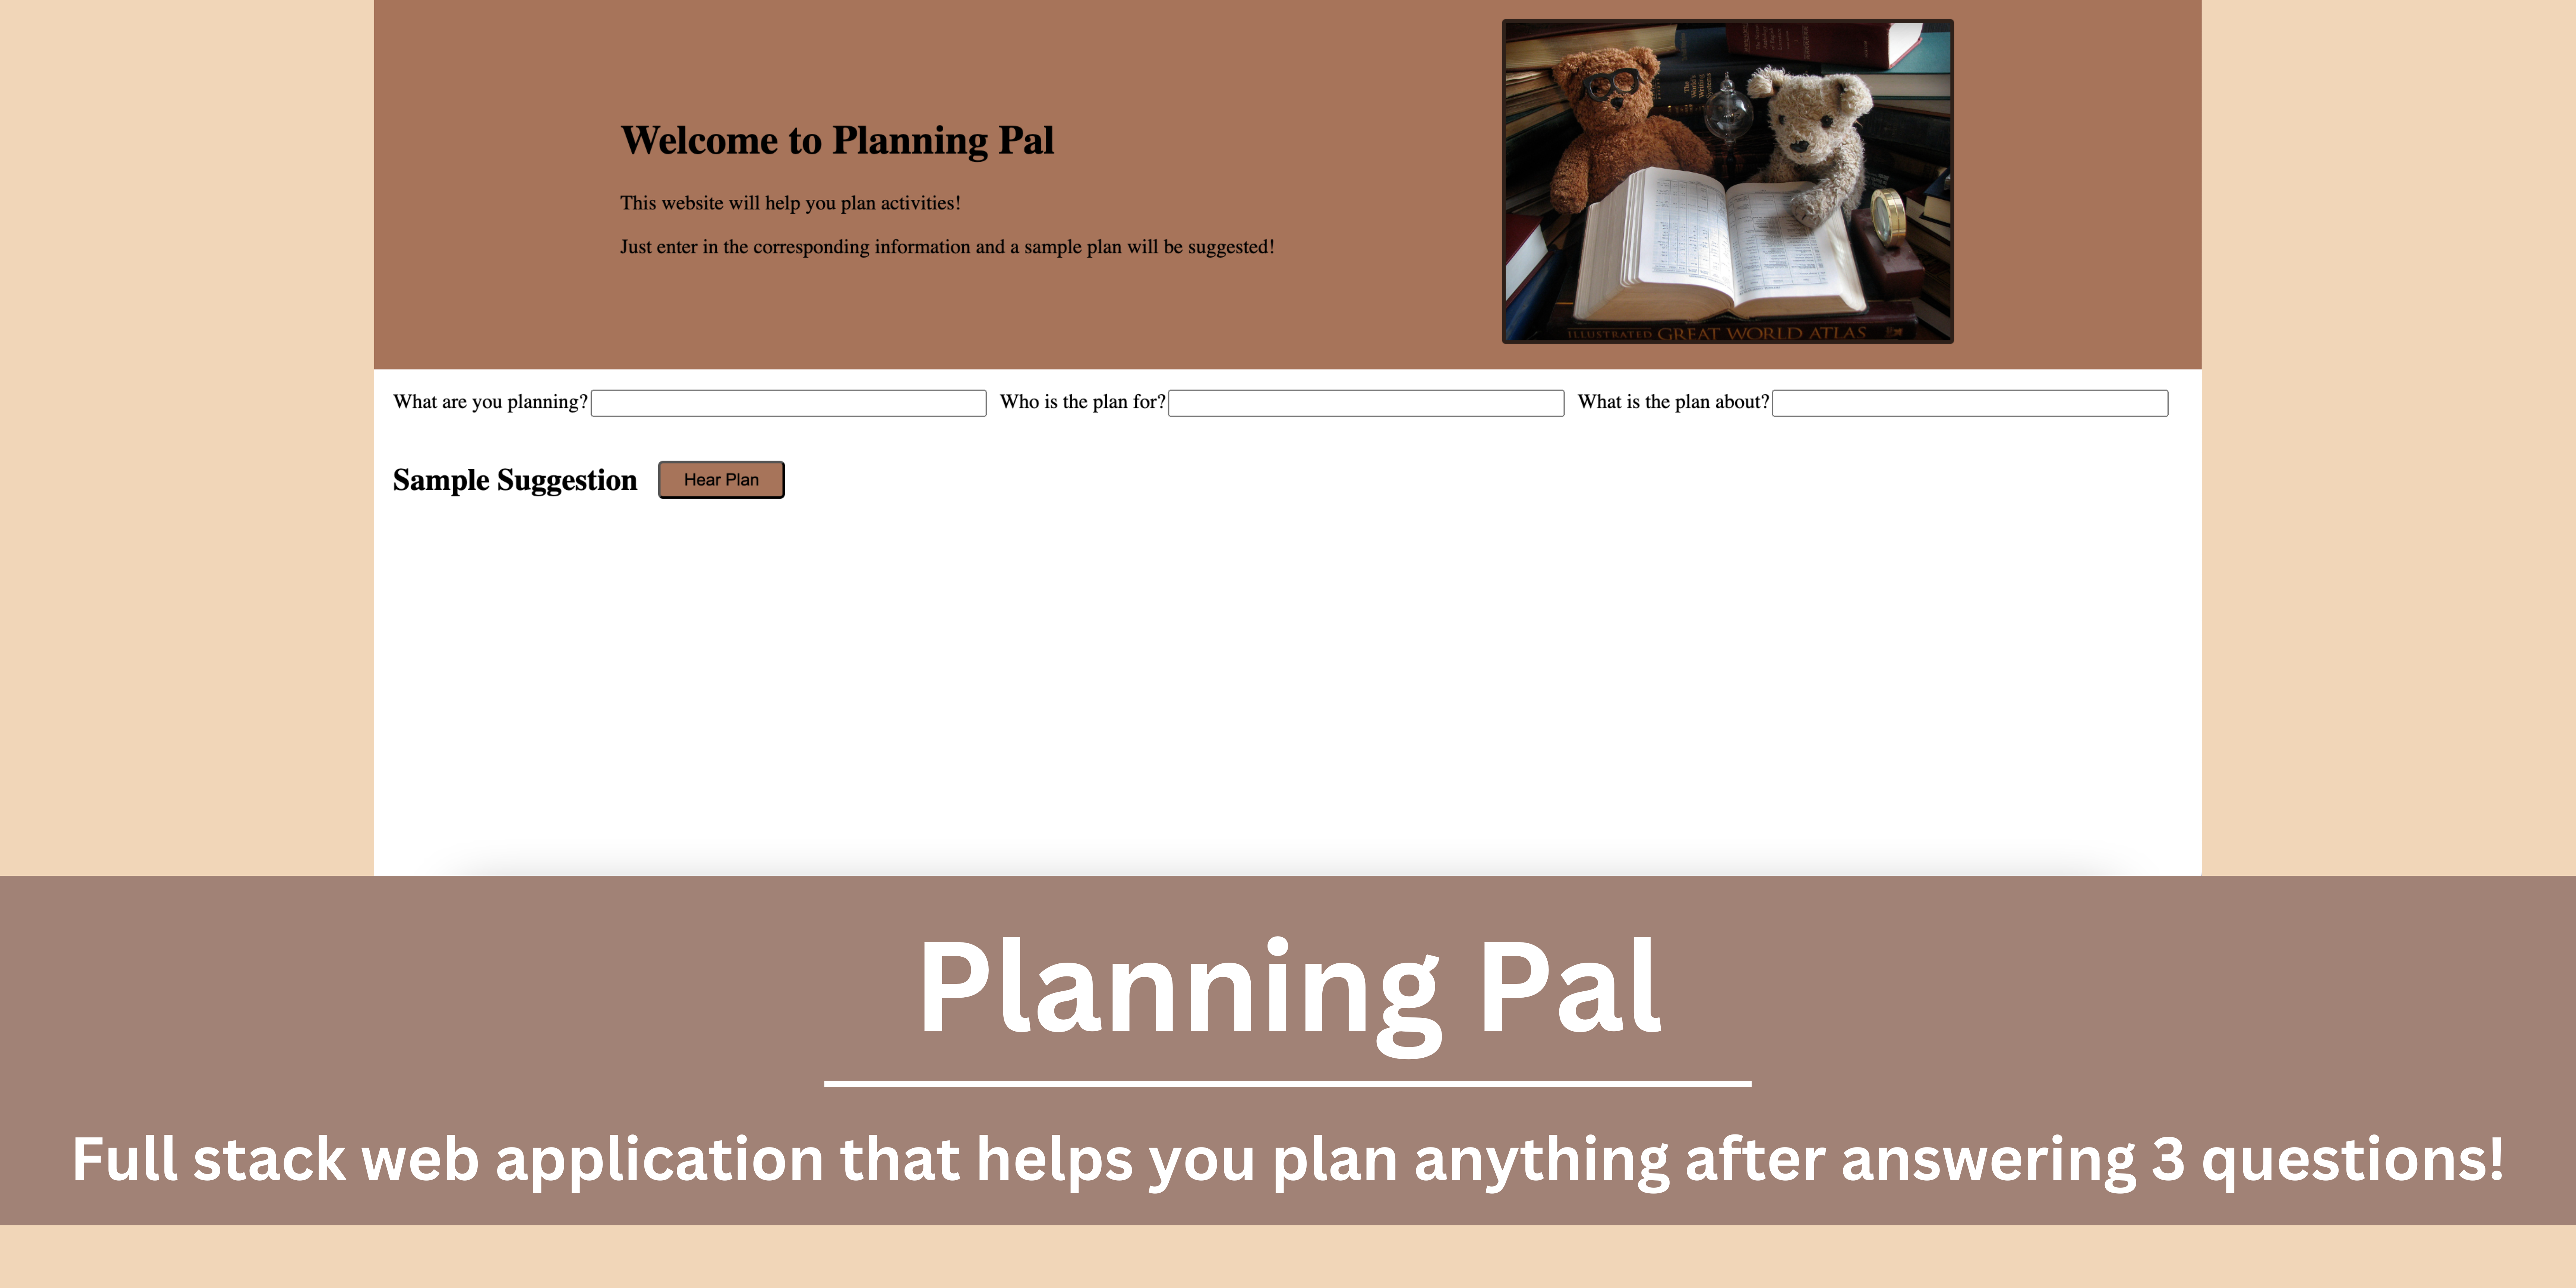 Welcome to Planning Pal
This website will help you plan activities!
Just enter in the corresponding information and a sample plan will be suggested!
ILLUSTRATED GREAT WORLD ATLAS
What are you planning?
Who is the plan for?
What is the plan about?
Sample Suggestion
Hear Plan
Planning Pal
Full stack web application that helps you plan anything after answering 3 questions!